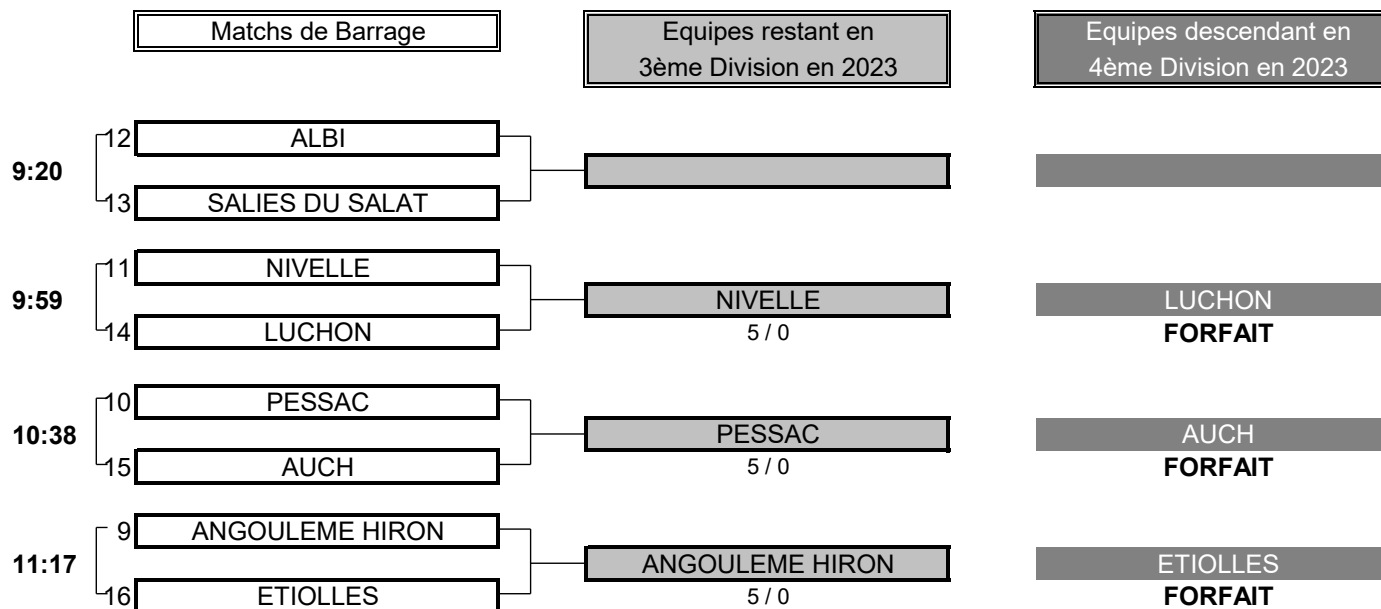 Matchs de Barrage
Equipes restant en
3ème Division en 2023
Equipes descendant en
4ème Division en 2023
12 ALBI
9:20
13 SALIES DU SALAT
11 NIVELLE
9:59 NIVELLE LUCHON
14 LUCHON 5 / 0 FORFAIT
10 PESSAC
10:38 PESSAC AUCH
15 AUCH 5 / 0 FORFAIT
9 ANGOULEME HIRON
11:17 ANGOULEME HIRON ETIOLLES
16 ETIOLLES 5 / 0 FORFAIT